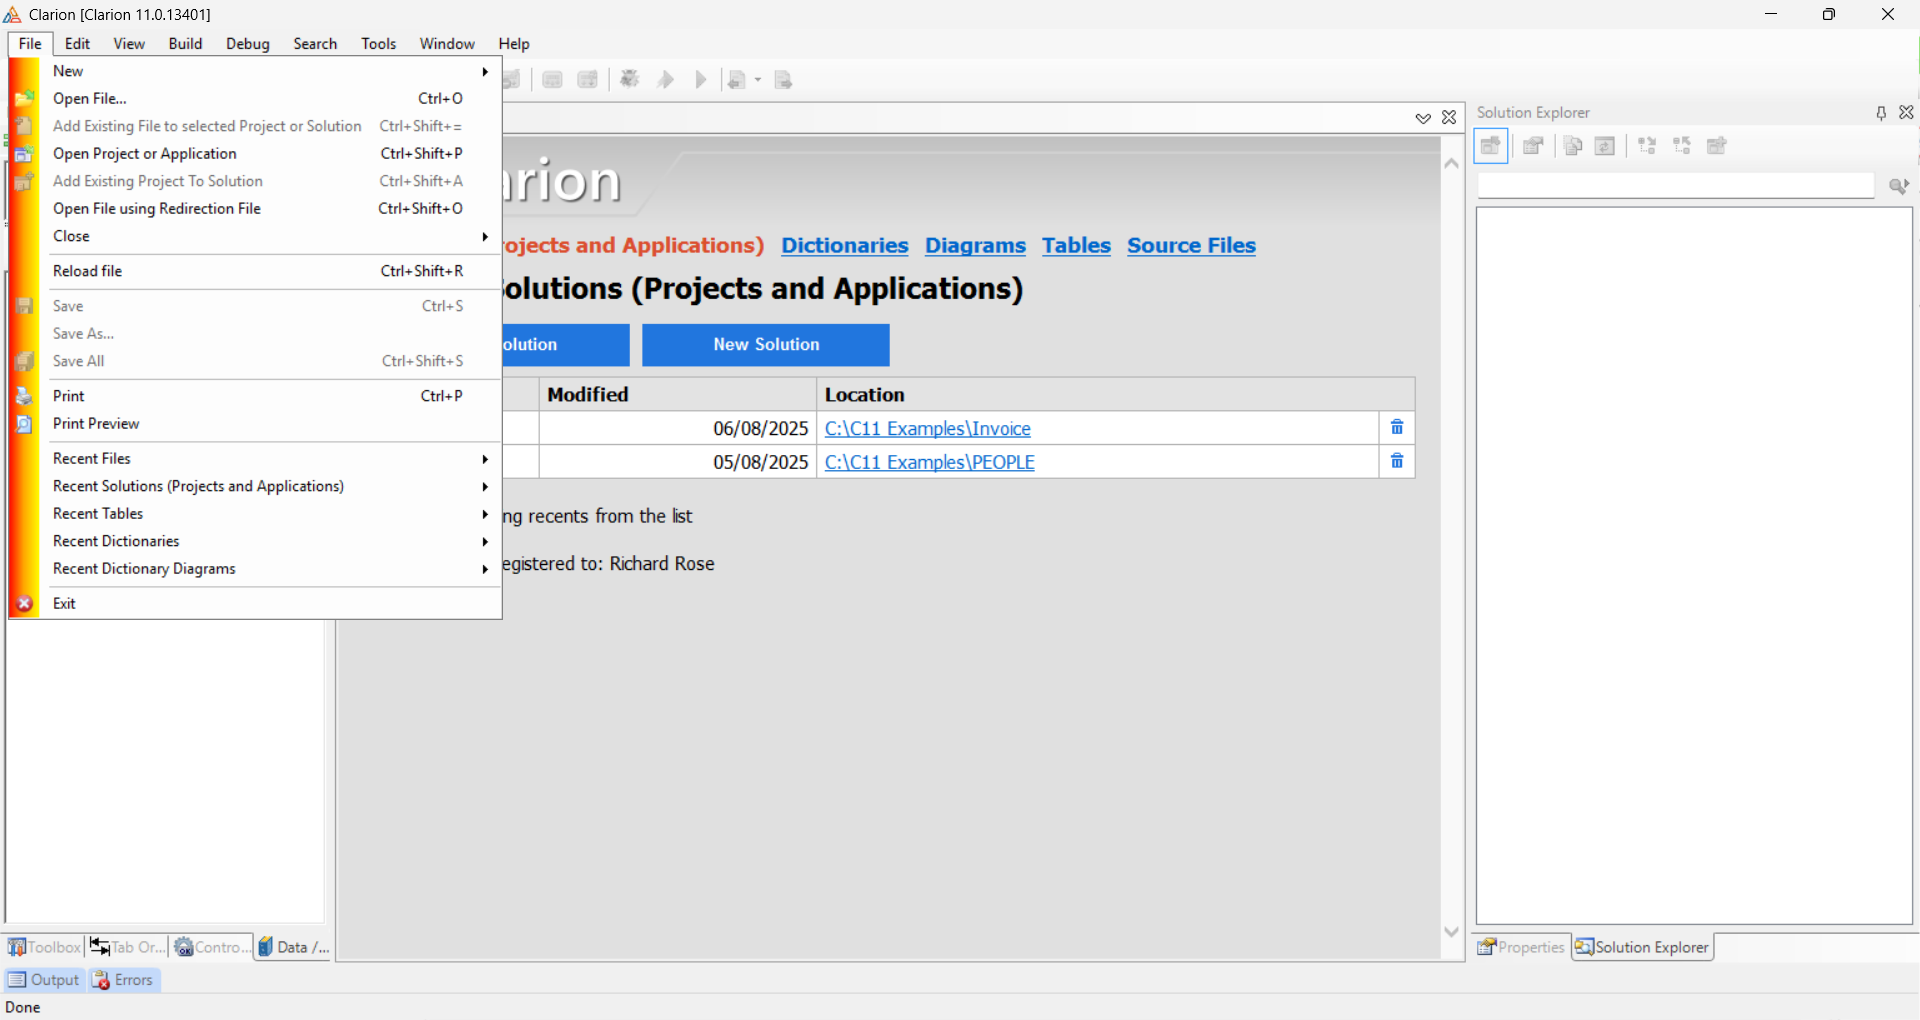 Clarion [Clarion 11.0.13401]
File Edit View Build Debug Search Tools Window Help
New
Open File... Ctrl+O
Add Existing File to selected Project or Solution Ctrl+Shift+=
Open Project or Application Ctrl+Shift+P
Add Existing Project To Solution Ctrl+Shift+A
Open File using Redirection File Ctrl+Shift+O
Close
Reload file Ctrl+Shift+R
Save Ctrl+S
Save As...
Save All Ctrl+Shift+S
Print Ctrl+P
Print Preview
Recent Files
Recent Solutions (Projects and Applications)
Recent Tables
Recent Dictionaries
Recent Dictionary Diagrams
Exit
rion
ojects and Applications) Dictionaries Diagrams Tables Source Files
olutions (Projects and Applications)
olution New Solution
Modified Location
06/08/2025 C:\C11 Examples\Invoice
05/08/2025 C:\C11 Examples\PEOPLE
ng recents from the list
egistered to: Richard Rose
Solution Explorer
Toolbox Tab Or... Contro... Data /...
Properties Solution Explorer
Output Errors
Done